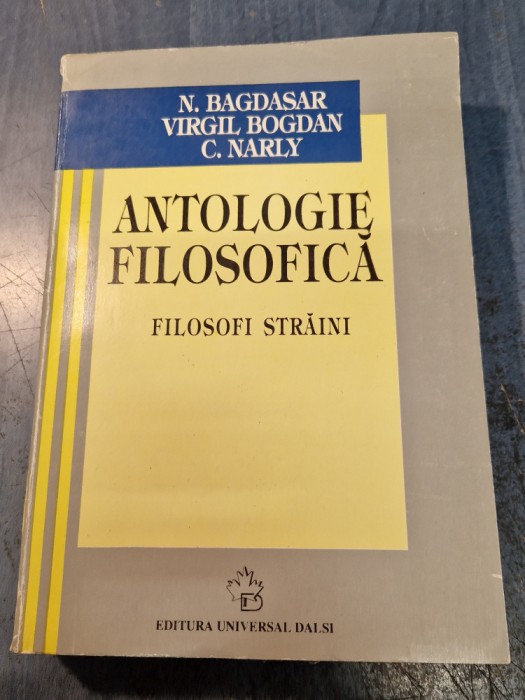 N. BAGDASAR
VIRGIL BOGDAN
C. NARLY
ANTOLOGIE
FILOSOFICĂ
FILOSOFI STRĂINI
EDITURA UNIVERSAL DALSI